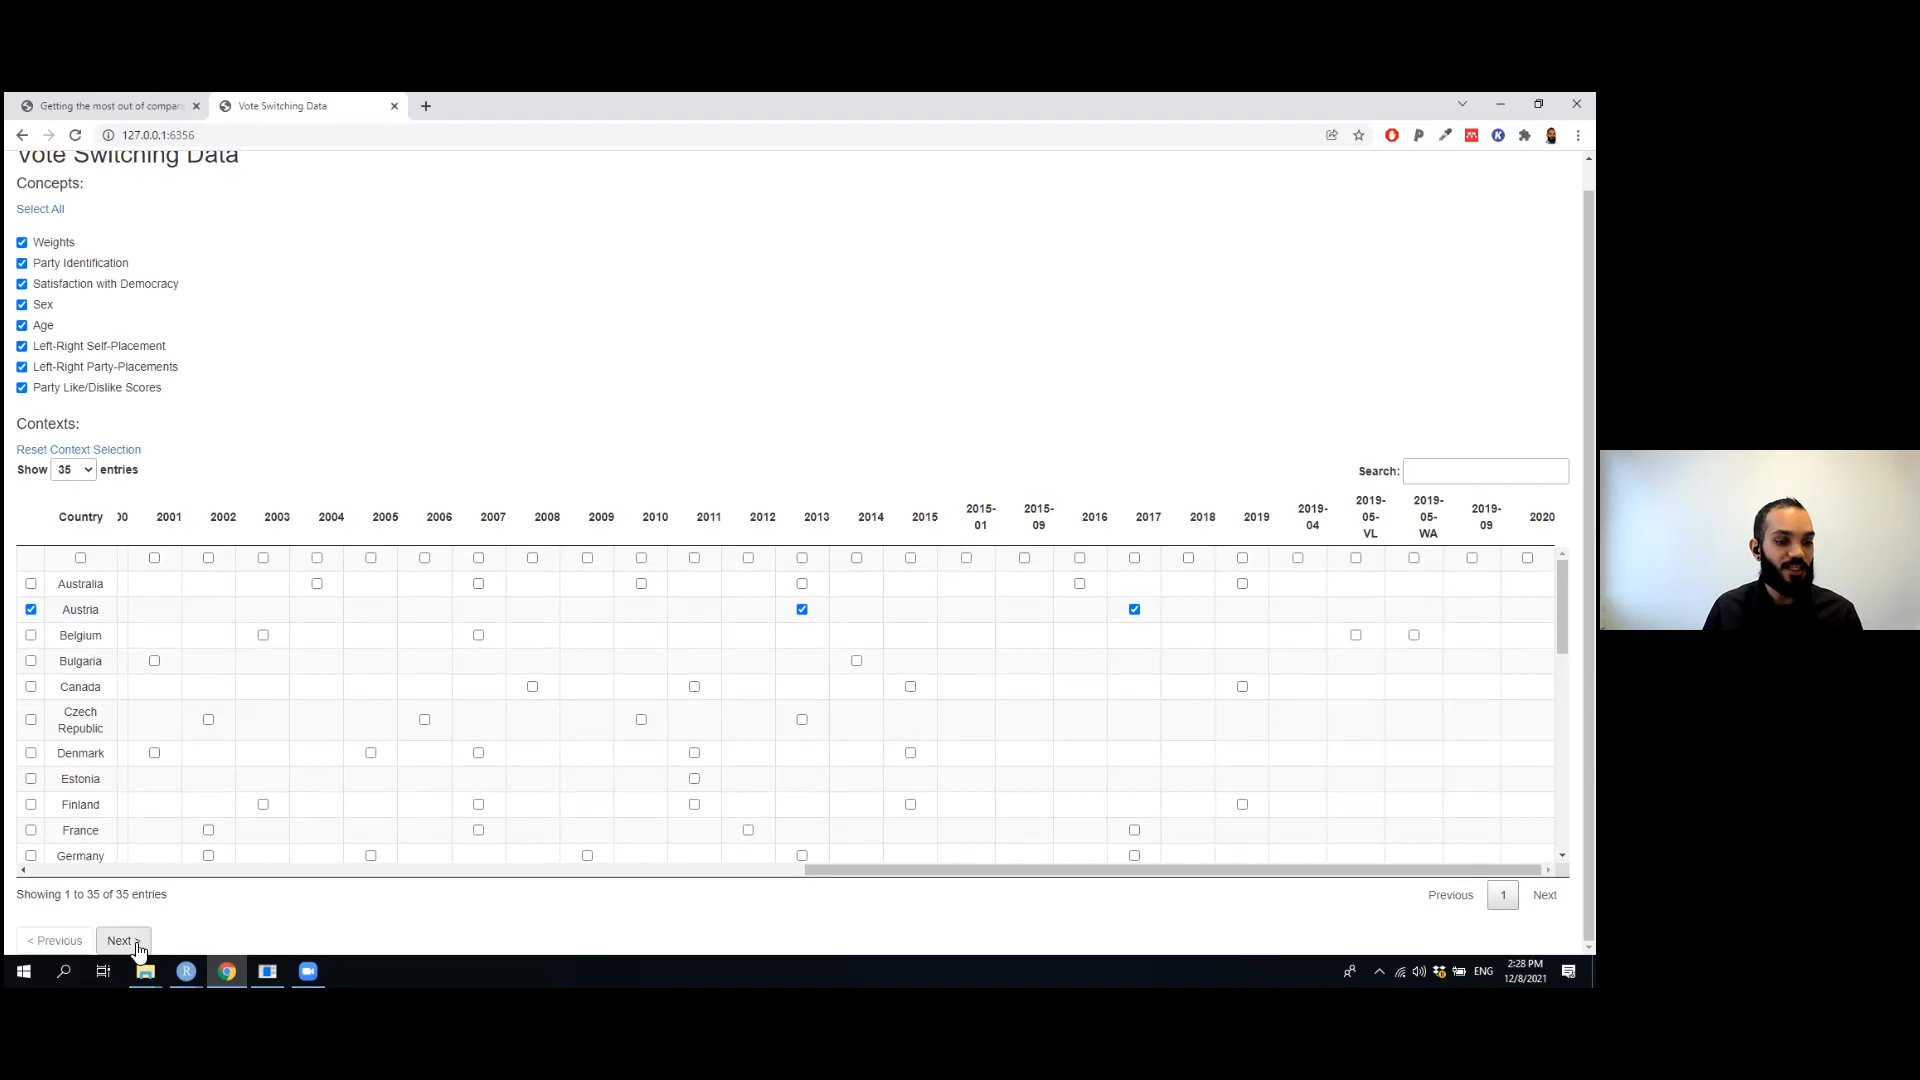 Getting the most out of compara
Vote Switching Data
127.0.0.1:6356
Vote Switching Data
Concepts:
Select All
Weights
Party Identification
Satisfaction with Democracy
Sex
Age
Left-Right Self-Placement
Left-Right Party-Placements
Party Like/Dislike Scores
Contexts:
Reset Context Selection
Show 35 entries
Search:
Country 00 2001 2002 2003 2004 2005 2006 2007 2008 2009 2010 2011 2012 2013 2014 2015 2015-01 2015-09 2016 2017 2018 2019 2019-04 2019-05-VL 2019-05-WA 2019-09 2020
Australia
Austria
Belgium
Bulgaria
Canada
Czech
Republic
Denmark
Estonia
Finland
France
Germany
Showing 1 to 35 of 35 entries
Previous 1 Next
< Previous
Next >
ENG
2:28 PM
12/8/2021